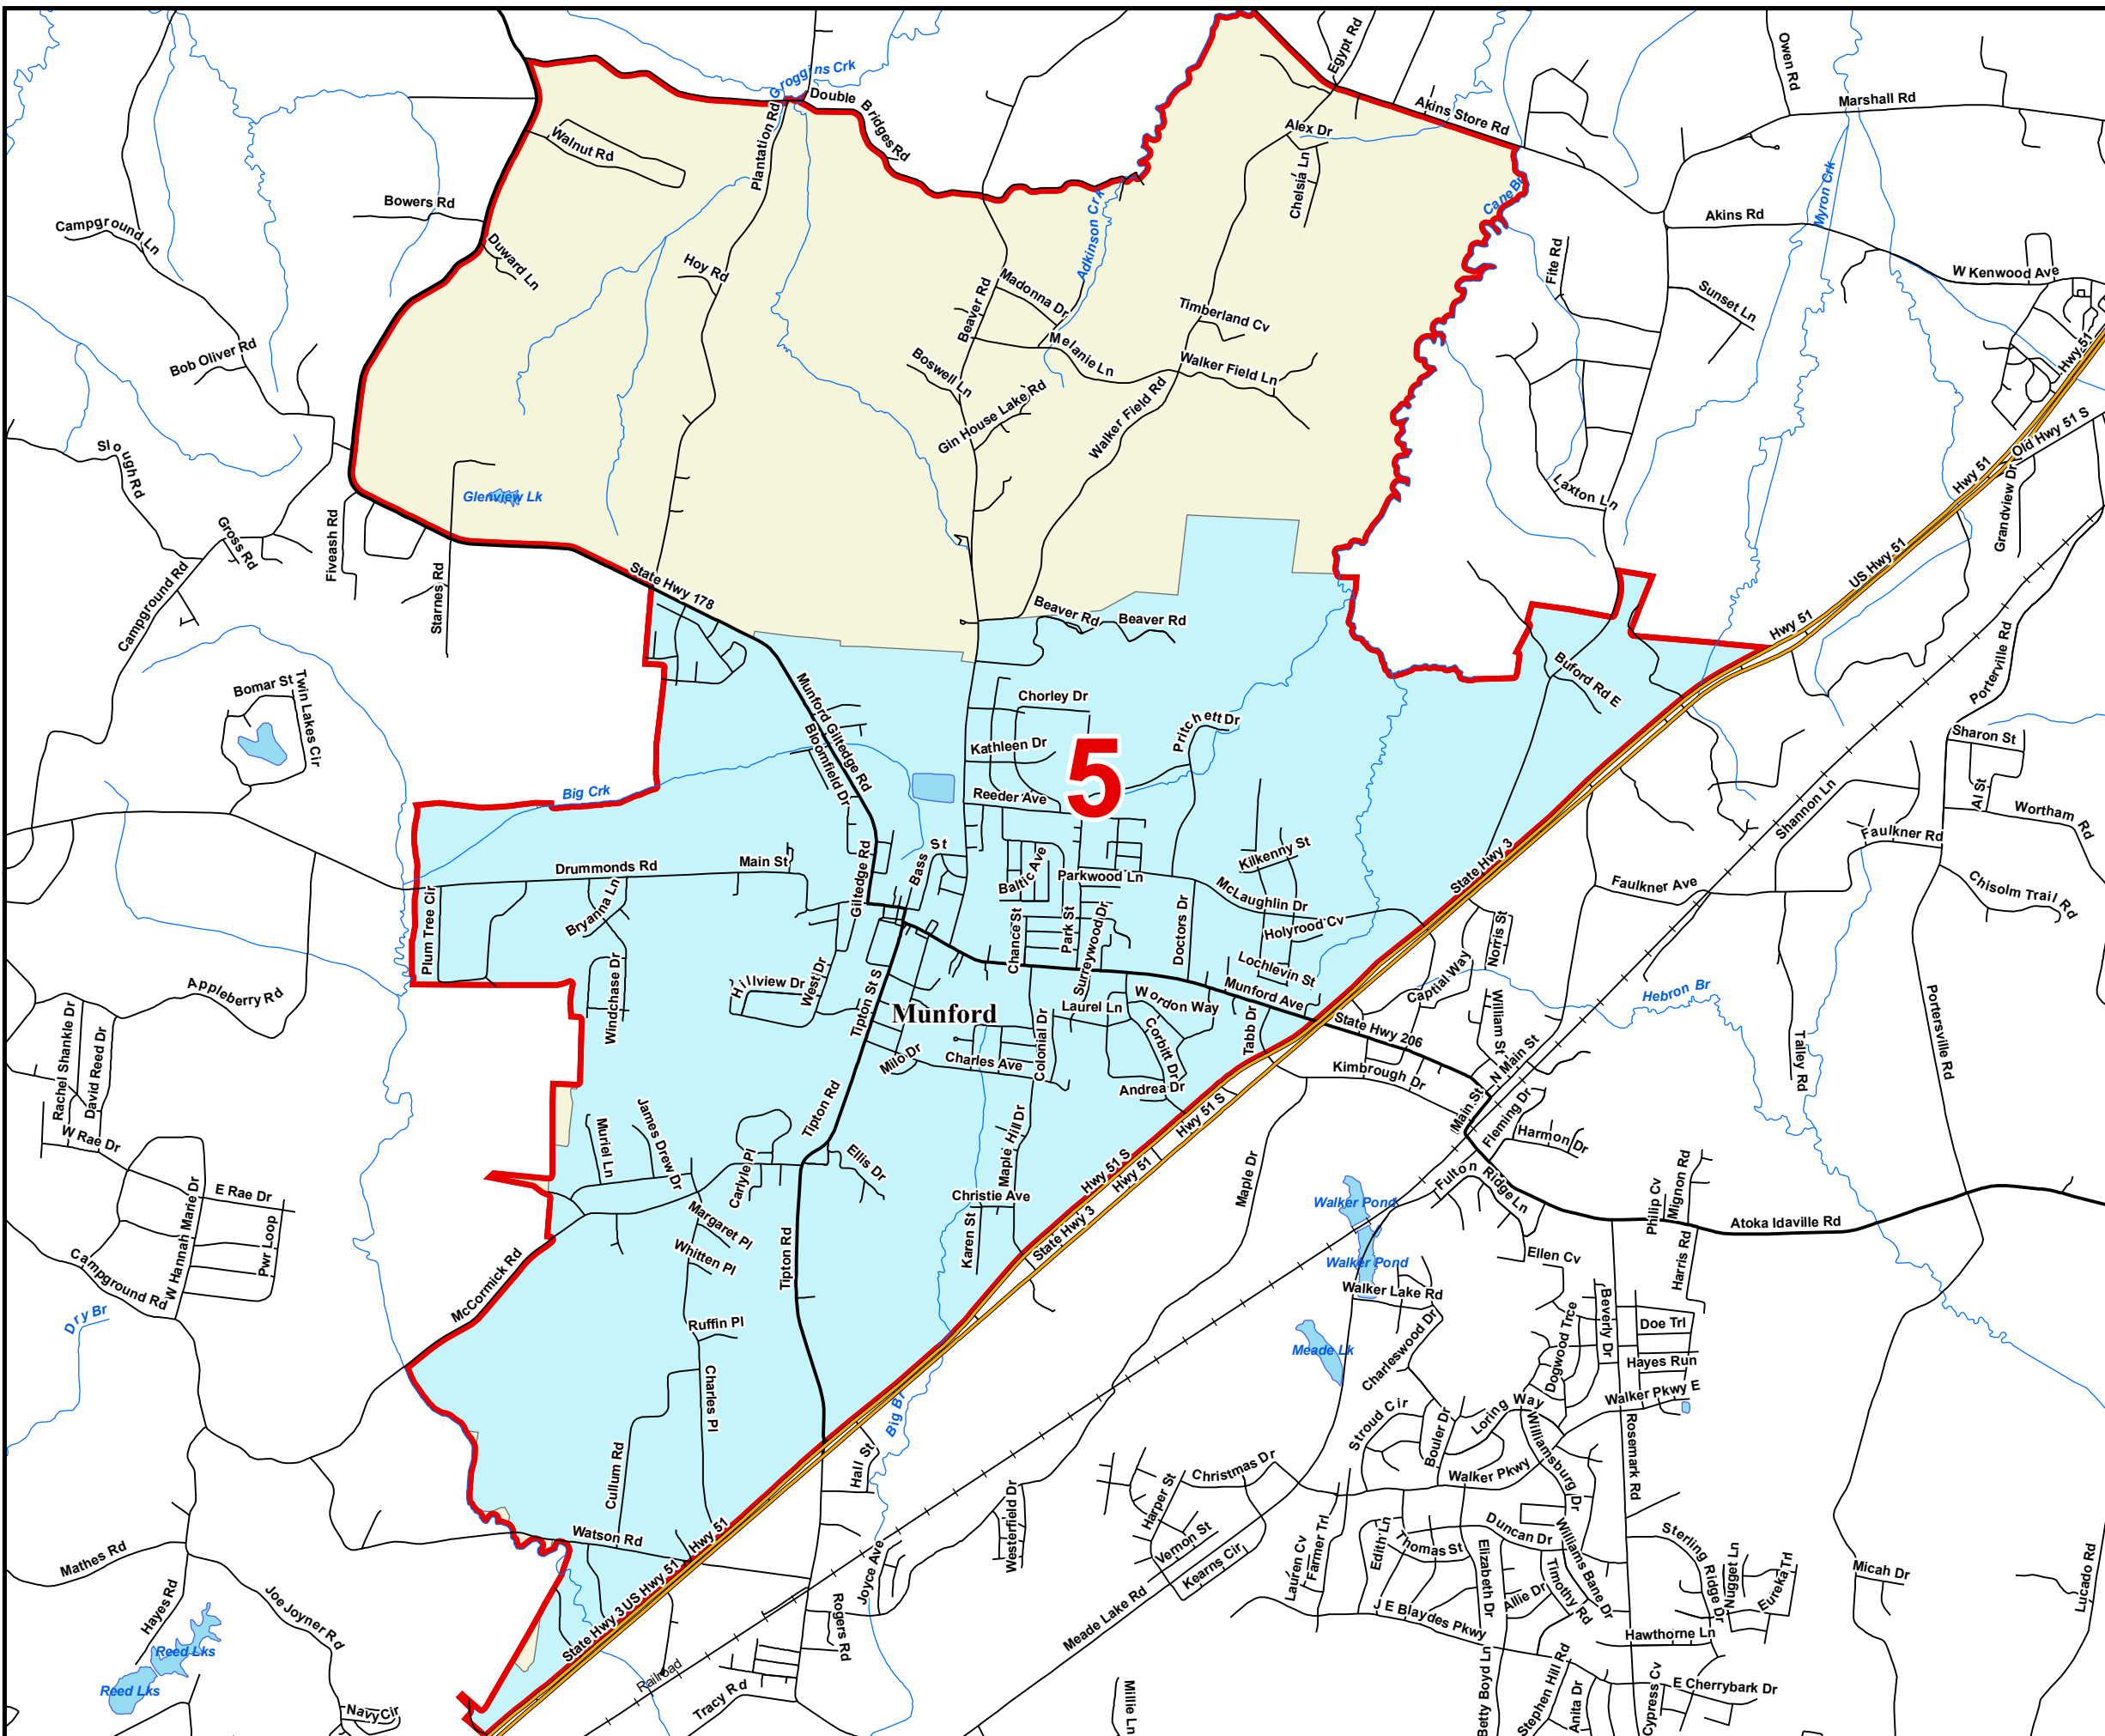 Egypt Rd
Owen Rd
Groggins Crk
Double Bridges Rd
Akins Store Rd
Marshall Rd
Walnut Rd
Plantation Rd
Alex Dr
Chelsia Ln
Cane Br
Myron Crk
Bowers Rd
Campground Ln
Duward Ln
Adkinson Crk
Akins Rd
Hoy Rd
Madonna Dr
Beaver Rd
Fite Rd
W Kenwood Ave
Sunset Ln
Timberland Cv
Melanie Ln
Hwy 51
Bob Oliver Rd
Boswell Ln
Walker Field Ln
Gin House Lake Rd
Walker Field Rd
Old Hwy 51 S
Slough Rd
Glenview Lk
Laxton Ln
Hwy 51
Grandview Dr
Gross Rd
Fiveash Rd
Starnes Rd
State Hwy 178
US Hwy 51
Campground Rd
Beaver Rd
Beaver Rd
Hwy 51
Porterville Rd
Bomar St
Twin Lakes Cir
Munford Giltedge Rd
Bloomfield Dr
Chorley Dr
Buford Rd E
Pritchett Dr
Kathleen Dr
5
Sharon St
Big Crk
Reeder Ave
Al St
Wortham Rd
Shannon Ln
Faulkner Rd
Drummonds Rd
Main St
Giltedge Rd
Bass St
Baltic Ave
Parkwood Ln
Kilkenny St
State Hwy 3
McLaughlin Dr
Faulkner Ave
Chisolm Trail Rd
Plum Tree Cir
Bryanna Ln
Chance St
Park St
Surreywood Dr
Doctors Dr
Holyrood Cv
Norris St
Appleberry Rd
Windchase Dr
Hillview Dr
West Dr
Tipton St S
Lochlevin St
Captial Way
Hebron Br
Munford
Laurel Ln
Wordon Way
Munford Ave
William St
Portersville Rd
Rachel Shankle Dr
David Reed Dr
Milo Dr
Charles Ave
Colonial Dr
Corbitt Dr
Tabb Dr
State Hwy 206
N Main St
Talley Rd
W Rae Dr
Muriel Ln
James Drew Dr
Tipton Rd
Andrea Dr
Kimbrough Dr
Main St
Fleming Dr
Harmon Dr
Maple Hill Dr
Hwy 51 S
Carlyle Pl
Ellis Dr
Hwy 51 S
Hwy 51
Maple Dr
Fulton Ridge Ln
Philip Cv
Mignon Rd
E Rae Dr
W Hannah Marie Dr
Pwr Loop
Christie Ave
Karen St
State Hwy 3
Walker Pond
Atoka Idaville Rd
Margaret Pl
Whitten Pl
Tipton Rd
Walker Pond
Ellen Cv
Harris Rd
Campground Rd
McCormick Rd
Dry Br
Walker Lake Rd
Ruffin Pl
Meade Lk
Charleswood Dr
Dogwood Trce
Beverly Dr
Doe Trl
Hayes Run
Charles Pl
Big Br
Walker Pkwy E
Stroud Cir
Bouler Dr
Loring Way
Williamsburg Dr
Rosemark Rd
Cullum Rd
Hall St
Christmas Dr
Walker Pkwy
Harper St
Westerfield Dr
Watson Rd
Hwy 51
Vernon St
Kearns Cir
Lauren Cv
Farmer Trl
Edith Ln
Thomas St
Duncan Dr
Elizabeth Dr
Williams Bane Dr
Sterling Ridge Dr
Nugget Ln
Eureka Trl
Micah Dr
Lucado Rd
Mathes Rd
Hayes Rd
Joe Joyner Rd
US Hwy 51
State Hwy 3
Joyce Ave
Rogers Rd
Meade Lake Rd
J E Blaydes Pkwy
Allie Dr
Timothy Rd
Hawthorne Ln
Reed Lks
Reed Lks
Railroad
Navy Cir
Tracy Rd
Millie Ln
Betty Boyd Ln
Stephen Hill Rd
Anita Dr
Cypress Cv
E Cherrybark Dr